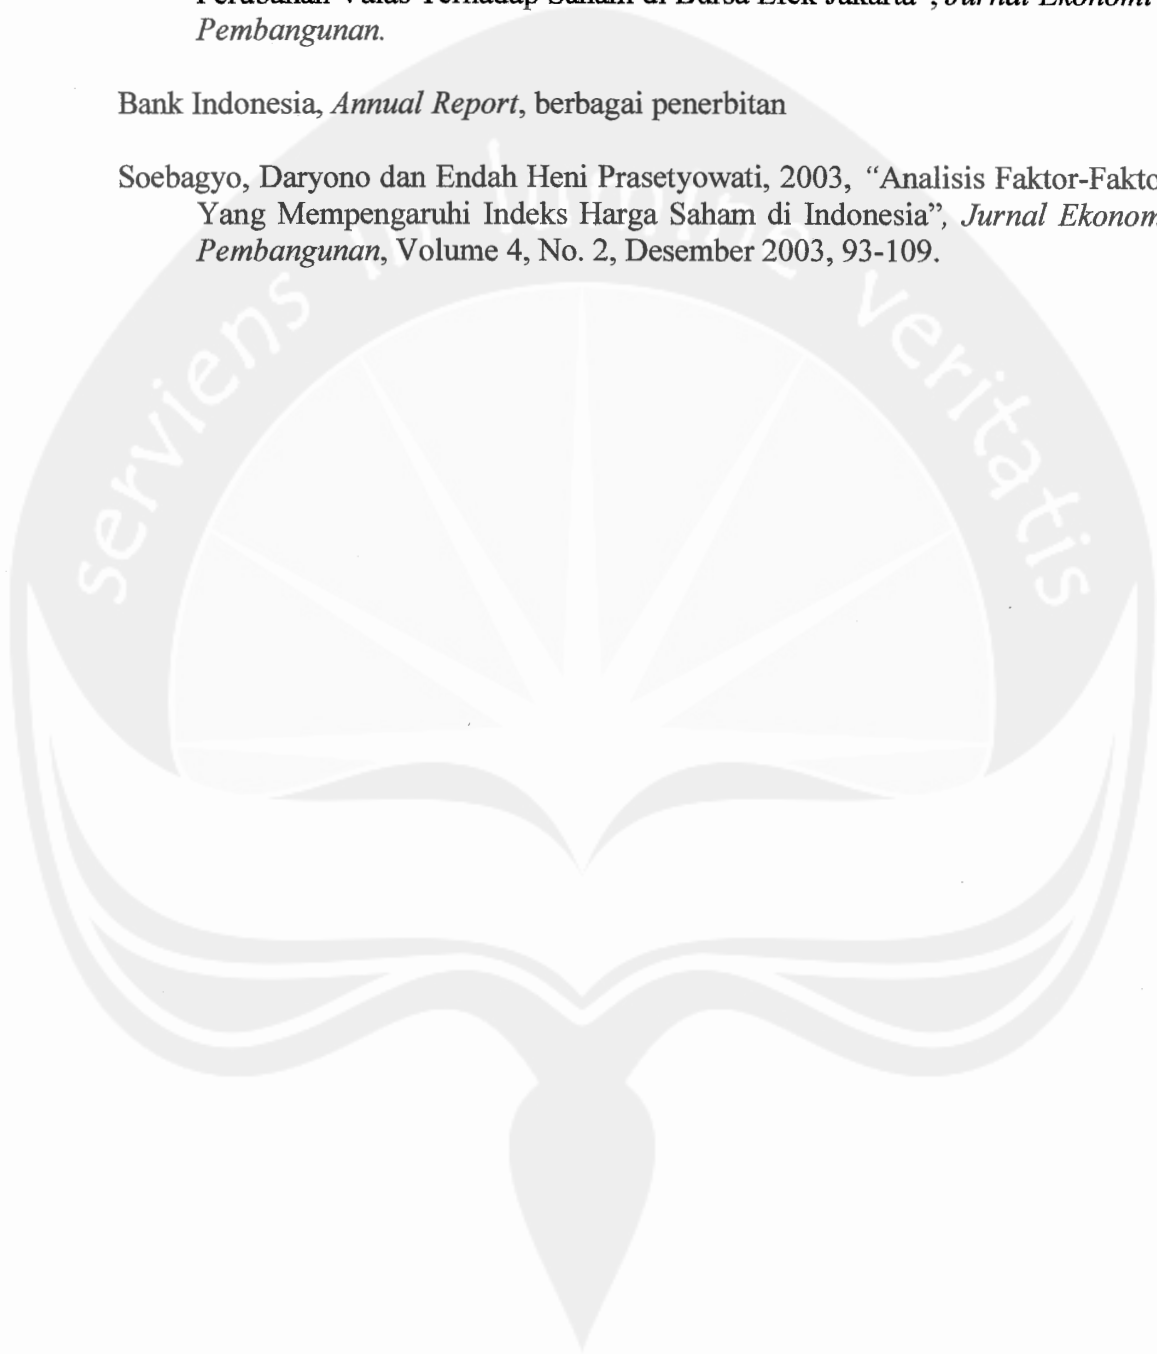 Perubahan Valas Terhadap Saham di Bursa Efek Jakarta", Jurnal Ekonomi
Pembangunan.
Bank Indonesia, Annual Report, berbagai penerbitan
Soebagyo, Daryono dan Endah Heni Prasetyowati, 2003, "Analisis Faktor-Fakto
Yang Mempengaruhi Indeks Harga Saham di Indonesia", Jurnal Ekonom
Pembangunan, Volume 4, No. 2, Desember 2003, 93-109.
serviens in lumine veritatis